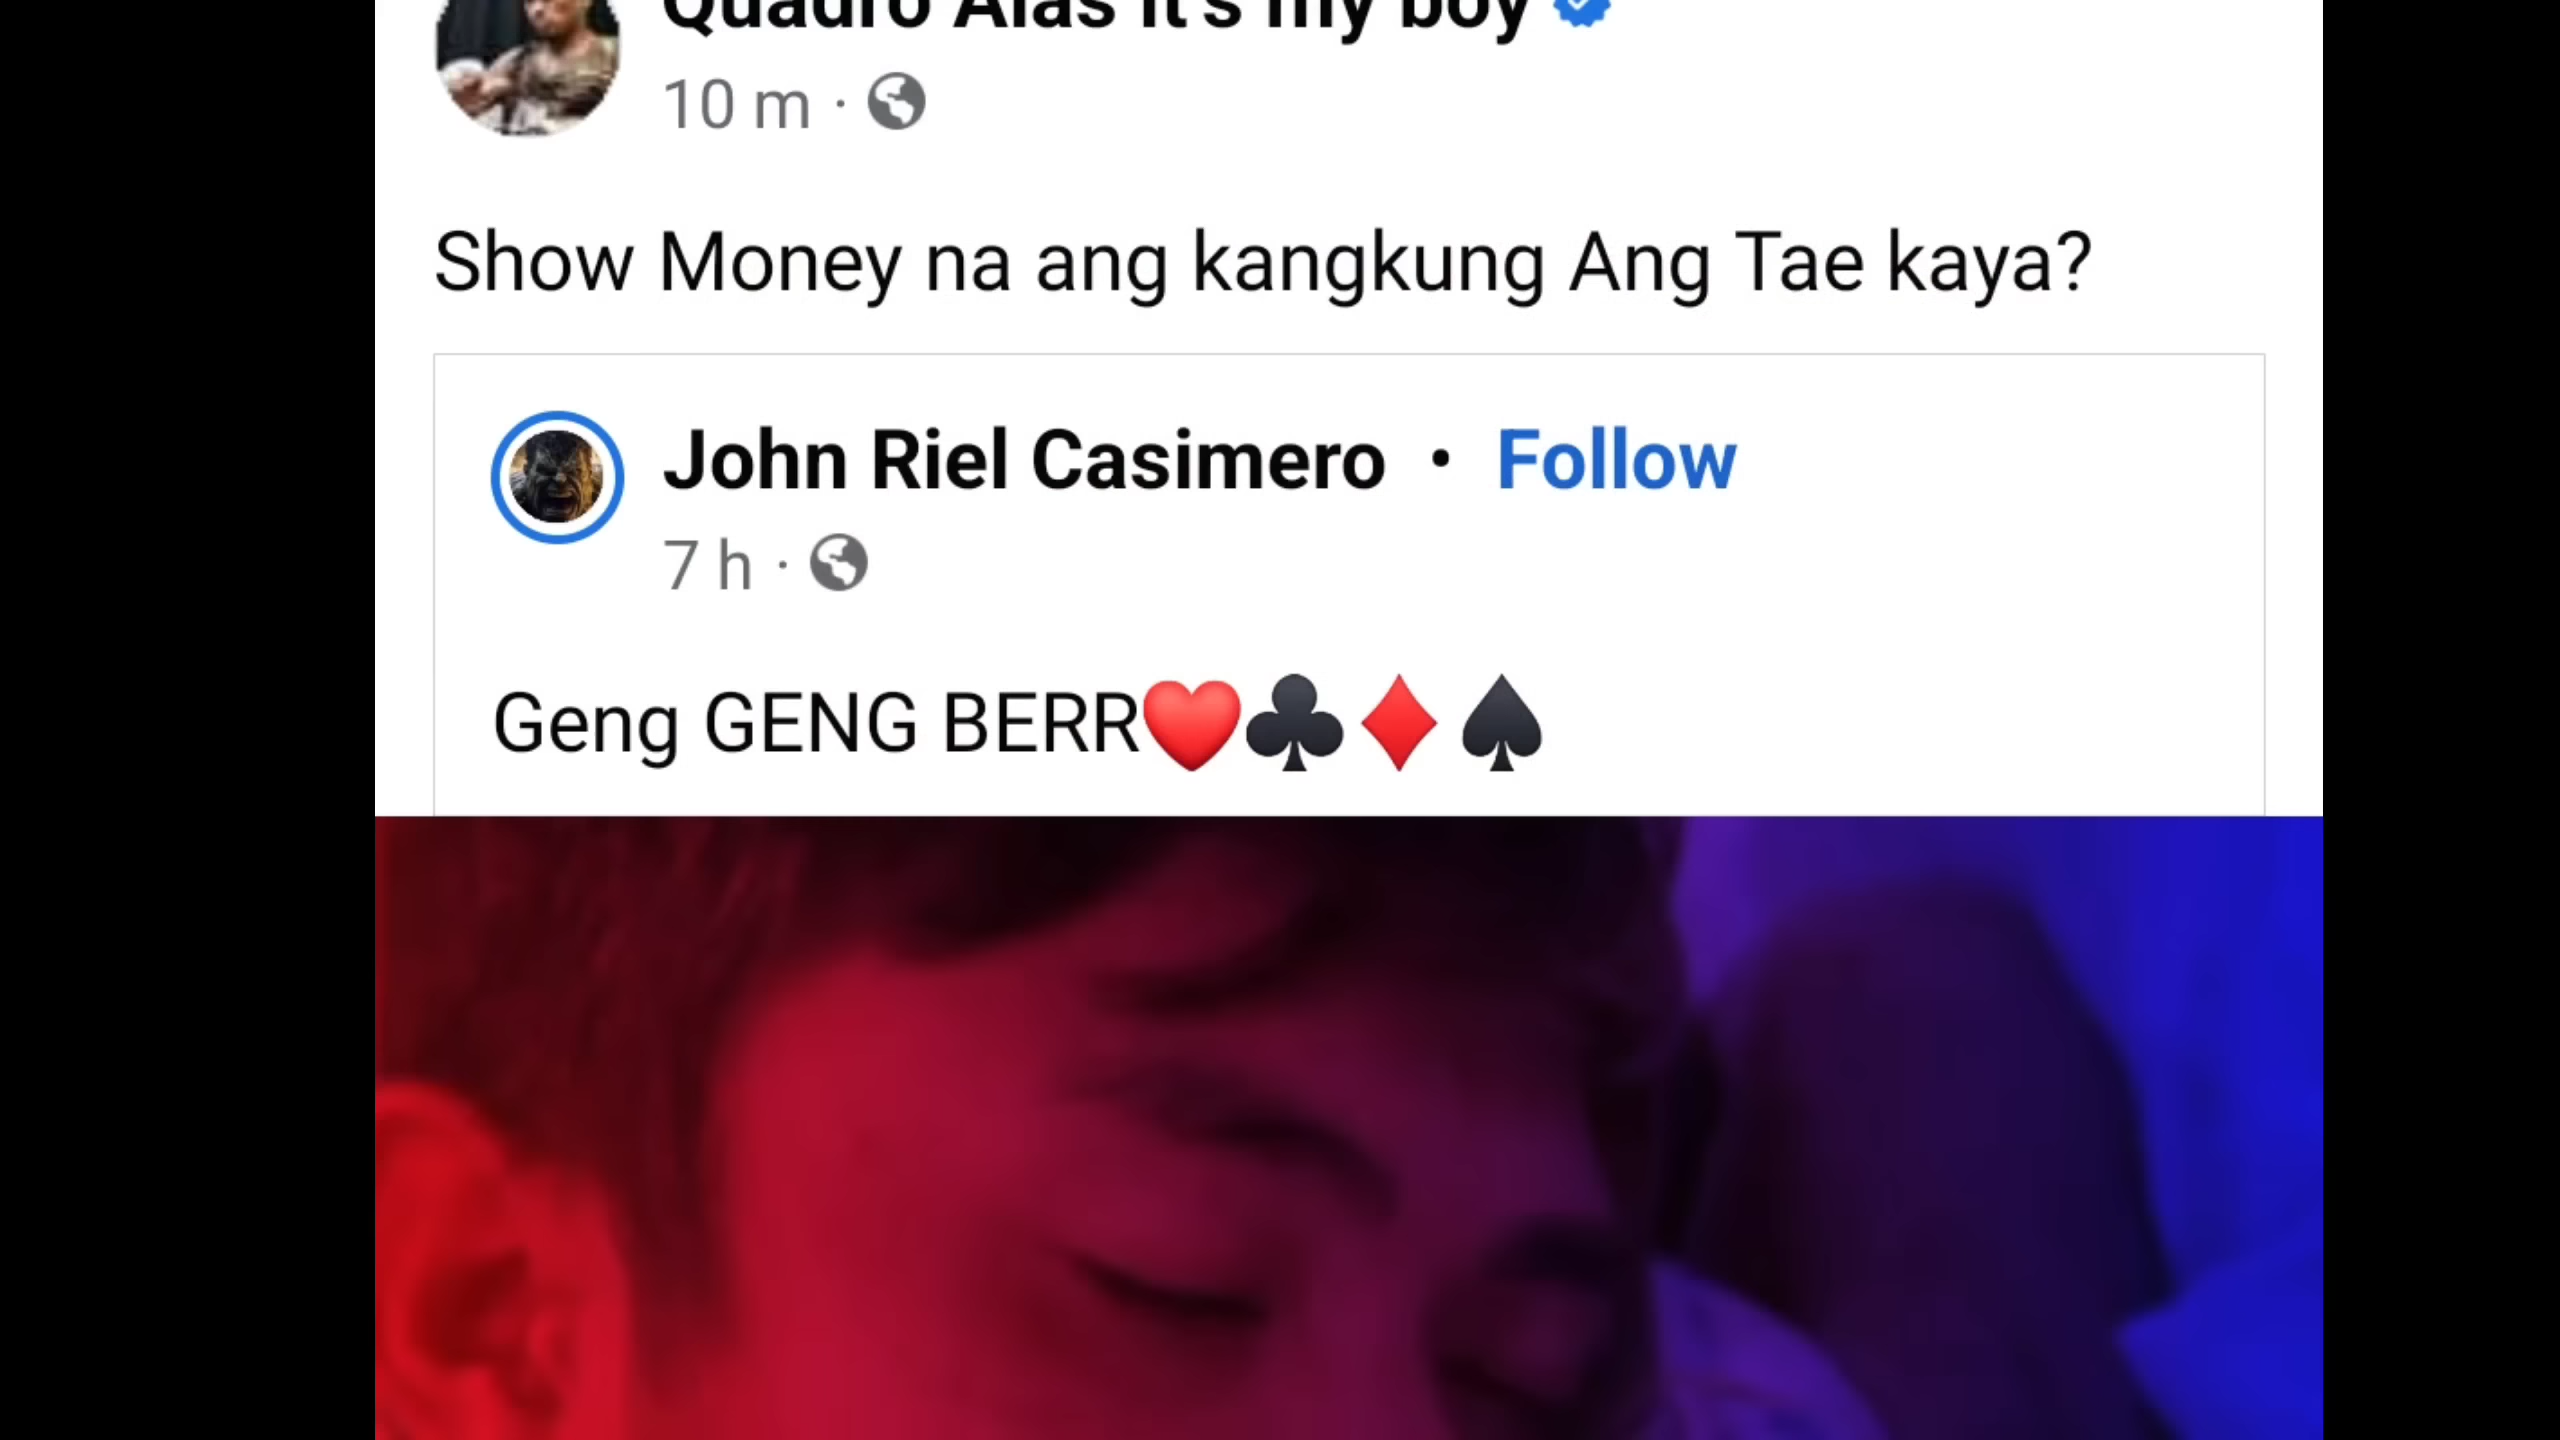 Quadro Alas it's my boy
10 m ·
Show Money na ang kangkung Ang Tae kaya?
John Riel Casimero · Follow
7 h ·
Geng GENG BERR❤️♣️♦️♠️